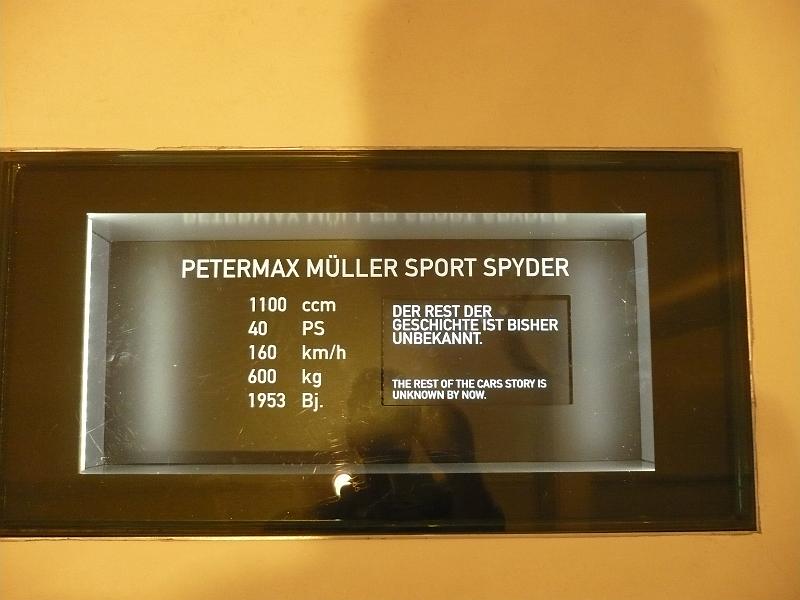 PETERMAX MÜLLER SPORT SPYDER
1100 ccm
40 PS
160 km/h
600 kg
1953 Bj.
DER REST DER
GESCHICHTE IST BISHER
UNBEKANNT.
THE REST OF THE CARS STORY IS
UNKNOWN BY NOW.